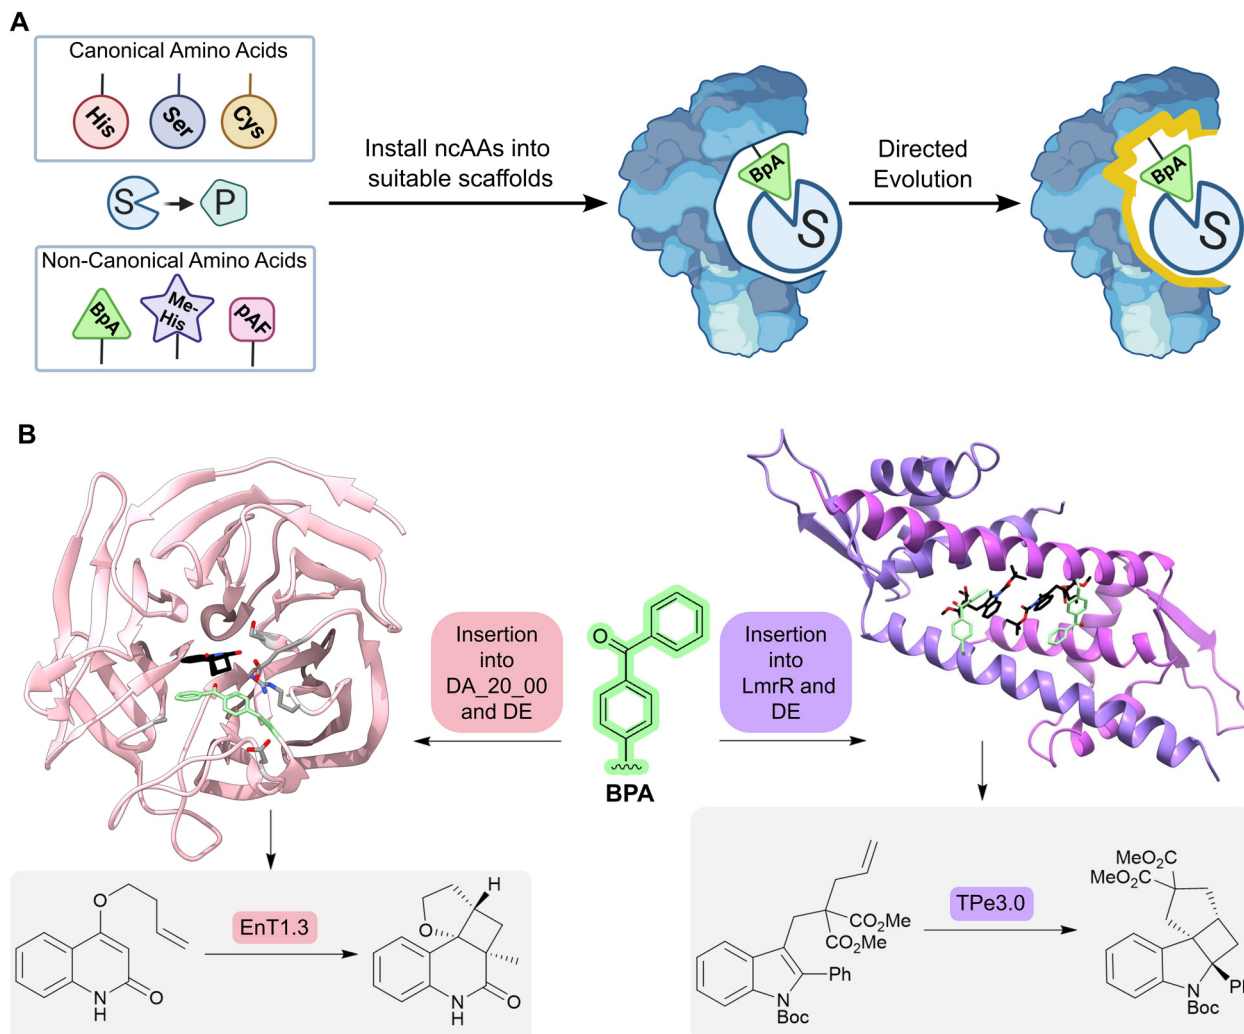 A
Canonical Amino Acids
His
Ser
Cys
S
P
Non-Canonical Amino Acids
BpA
Me-
His
pAF
Install ncAAs into
suitable scaffolds
BpA
S
Directed
Evolution
BpA
S
B
Insertion
into
DA_20_00
and DE
O
BPA
Insertion
into
LmrR and
DE
O
N
H
O
EnT1.3
H
O
N
H
O
CO2Me
CO2Me
Ph
N
Boc
TPe3.0
MeO2C
MeO2C
N
Boc
Ph